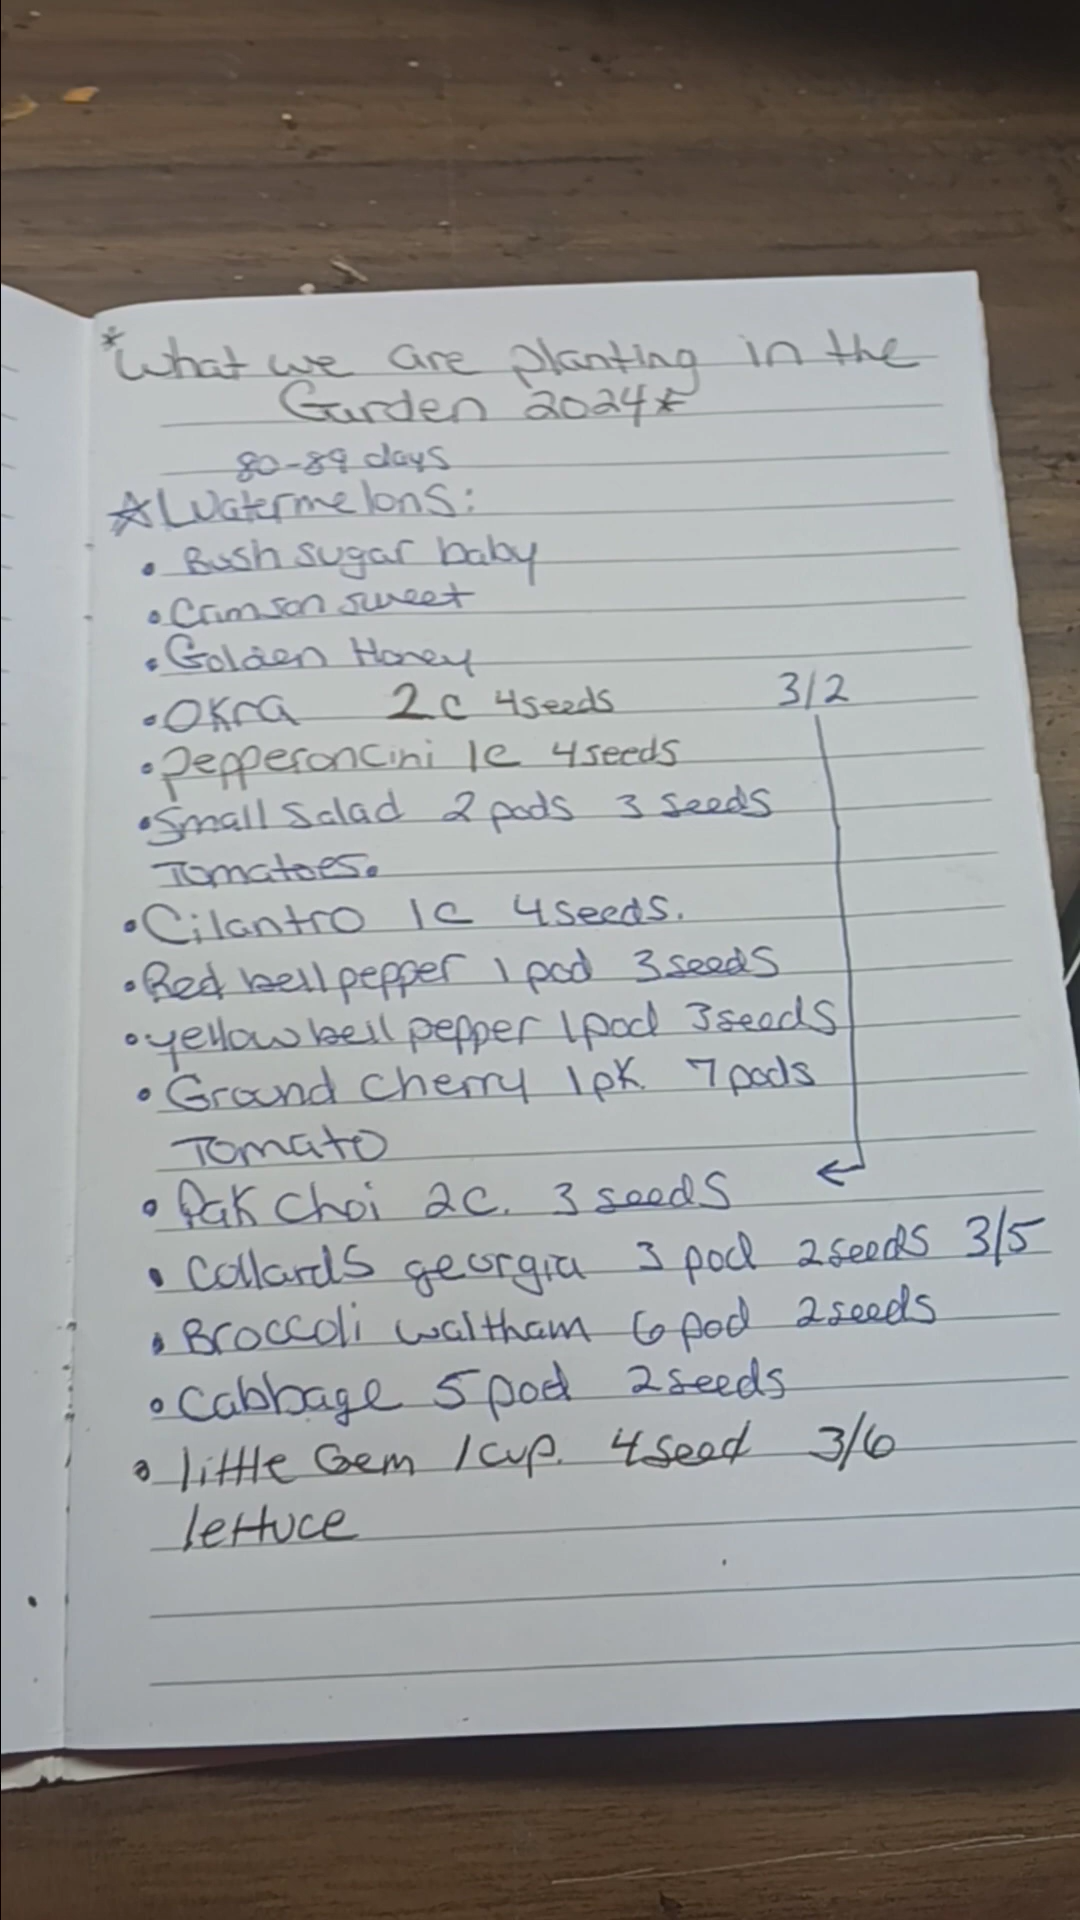 *What we are planting in the
Garden 2024*
80-89 days
☆Watermelons:
• Bush sugar baby
• Crimson sweet
• Golden Honey
• Okra 2c 4seeds 3/2
• Pepperoncini 1c 4seeds
• Small Salad 2 pods 3 seeds
Tomatoes.
• Cilantro 1c 4seeds.
• Red bell pepper 1 pod 3seeds
• yellow bell pepper 1pod 3seeds
• Ground cherry 1pk. 7pods
Tomato
• Pak Choi 2c. 3 seeds
• Collards georgia 3 pod 2seeds 3/5
• Broccoli waltham 6 pod 2seeds
• Cabbage 5 pod 2seeds
• little Gem 1cup. 4seed 3/6
lettuce